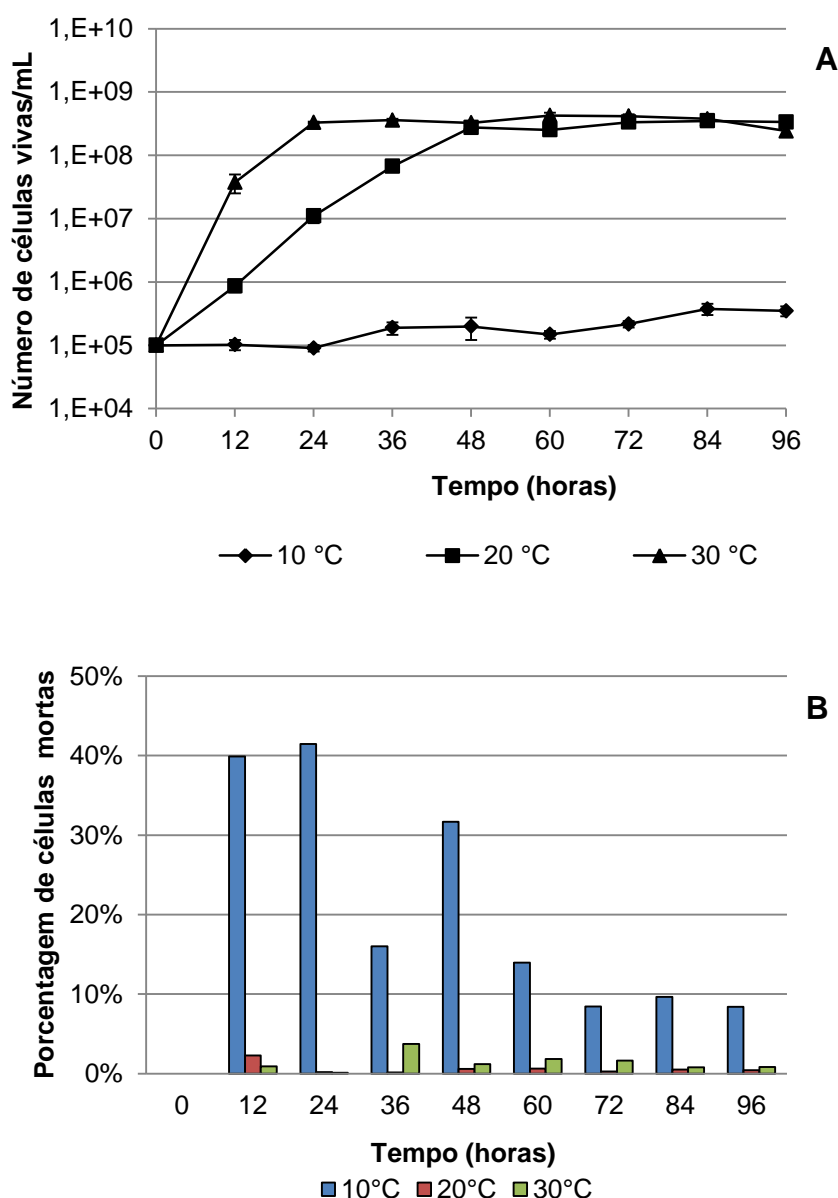 1,E+10
A
1,E+09
1,E+08
1,E+07
1,E+06
1,E+05
1,E+04
Número de células vivas/mL
0 12 24 36 48 60 72 84 96
Tempo (horas)
10 °C 20 °C 30 °C
50%
B
40%
30%
20%
10%
0%
Porcentagem de células mortas
0 12 24 36 48 60 72 84 96
Tempo (horas)
10°C 20°C 30°C